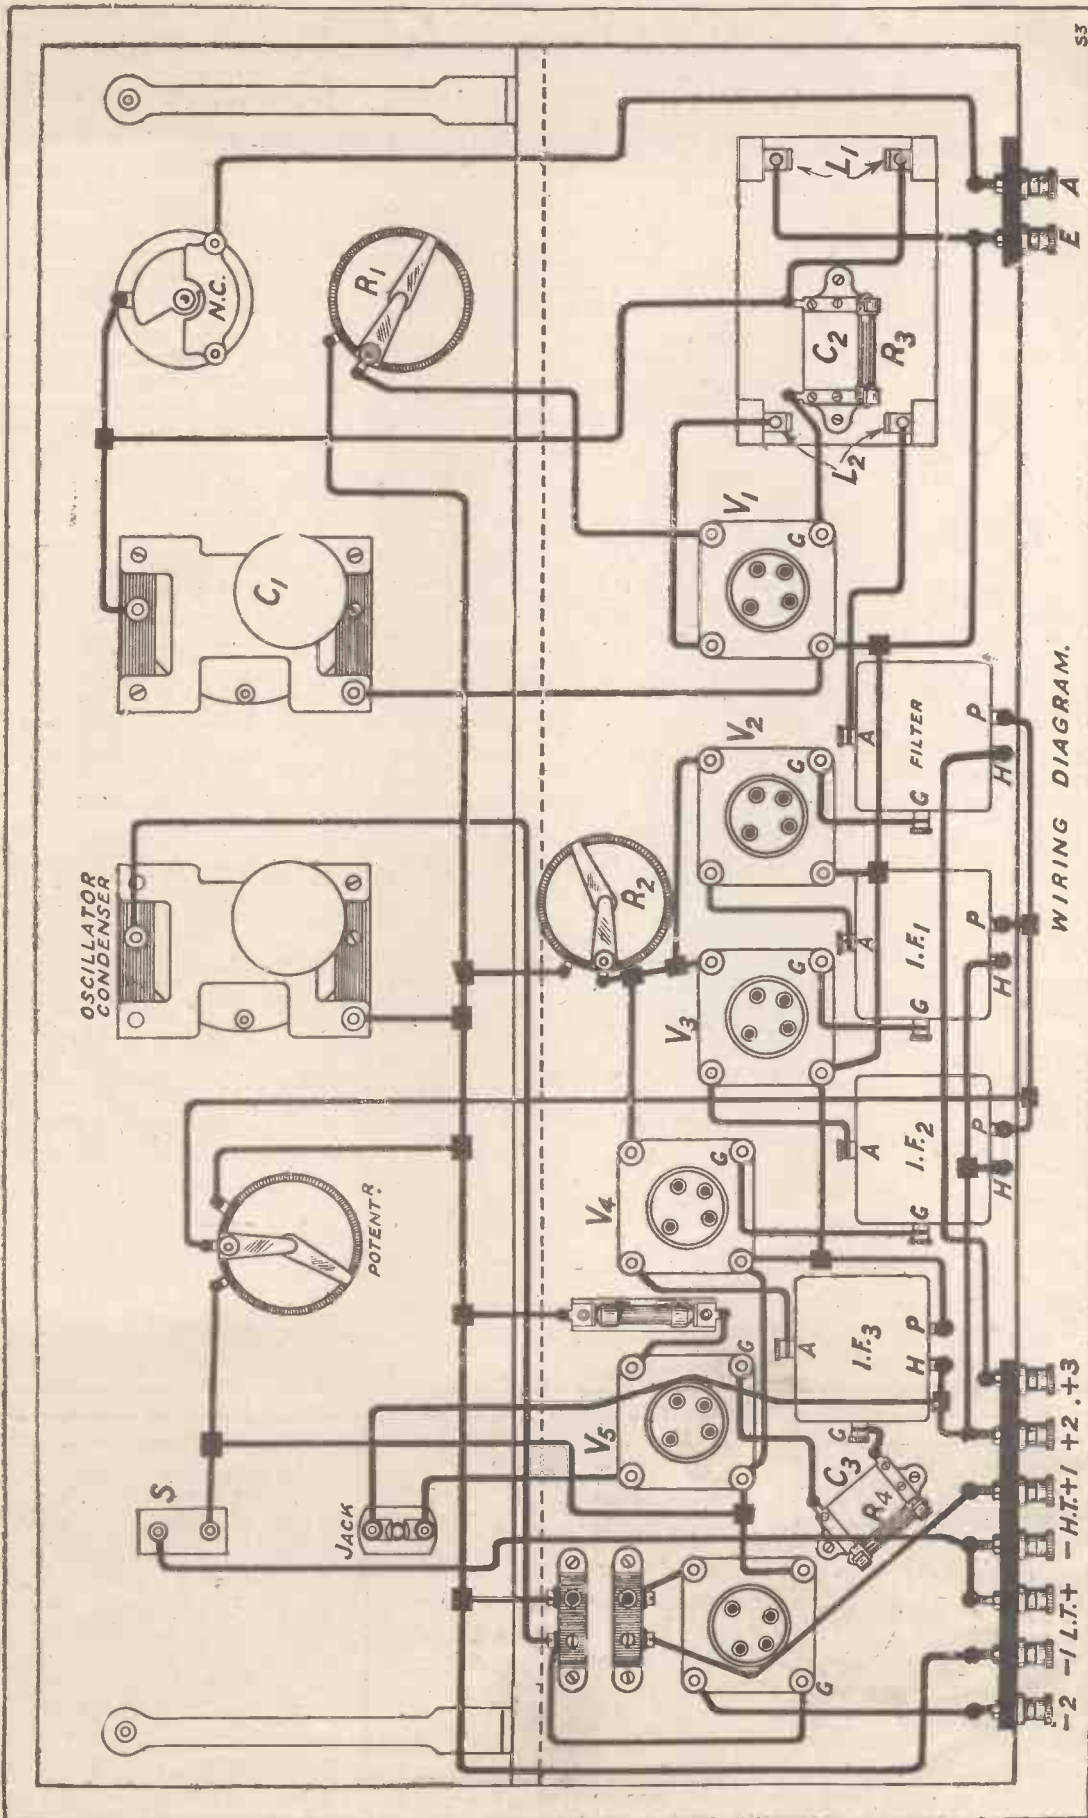 OSCILLATOR
CONDENSER
S
N.C.
C1
JACK
POTENTR.
R1
V5
V4
R2
V3
V2
V1
G
G
G
G
G
G
L2
L1
C2
R3
C3
R4
G
A
I.F.3
H
P
A
G
I.F.2
H
P
A
G
I.F.1
H
P
A
G
FILTER
H
P
-2 -1 L.T.+ - H.T.+1 +2 .+3
E A
WIRING DIAGRAM.
S3